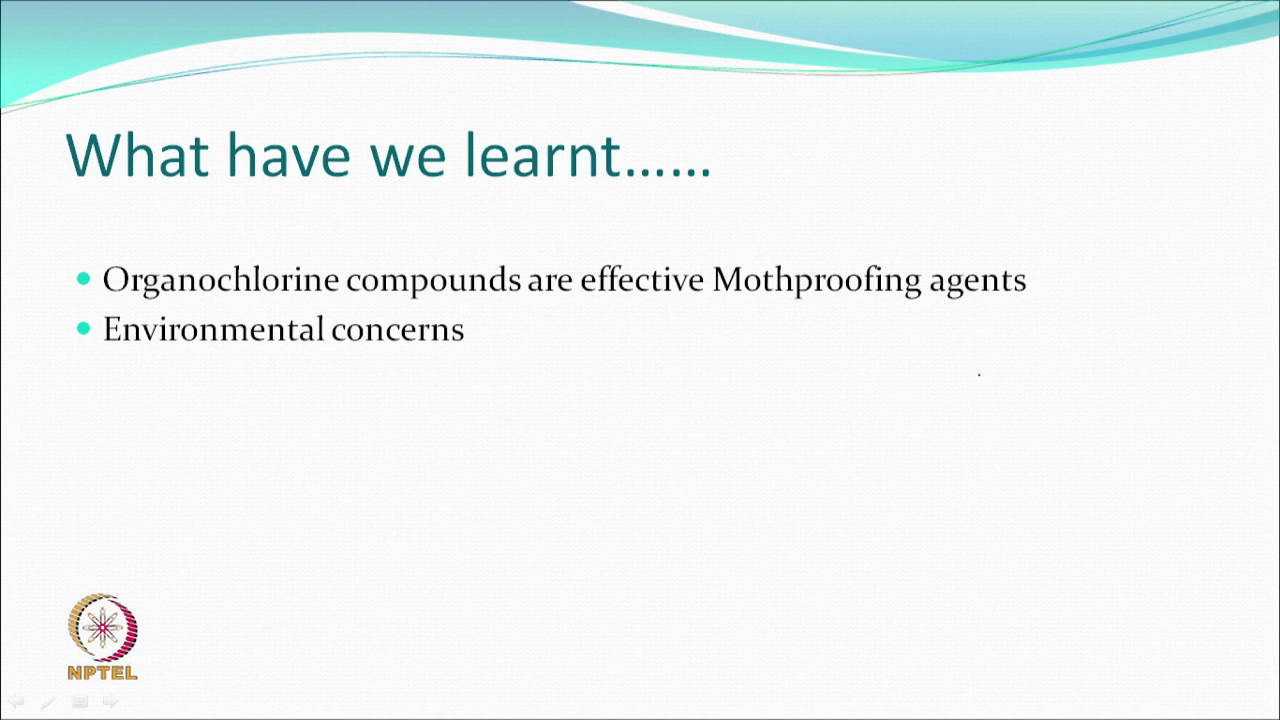 What have we learnt......
Organochlorine compounds are effective Mothproofing agents
Environmental concerns
NPTEL